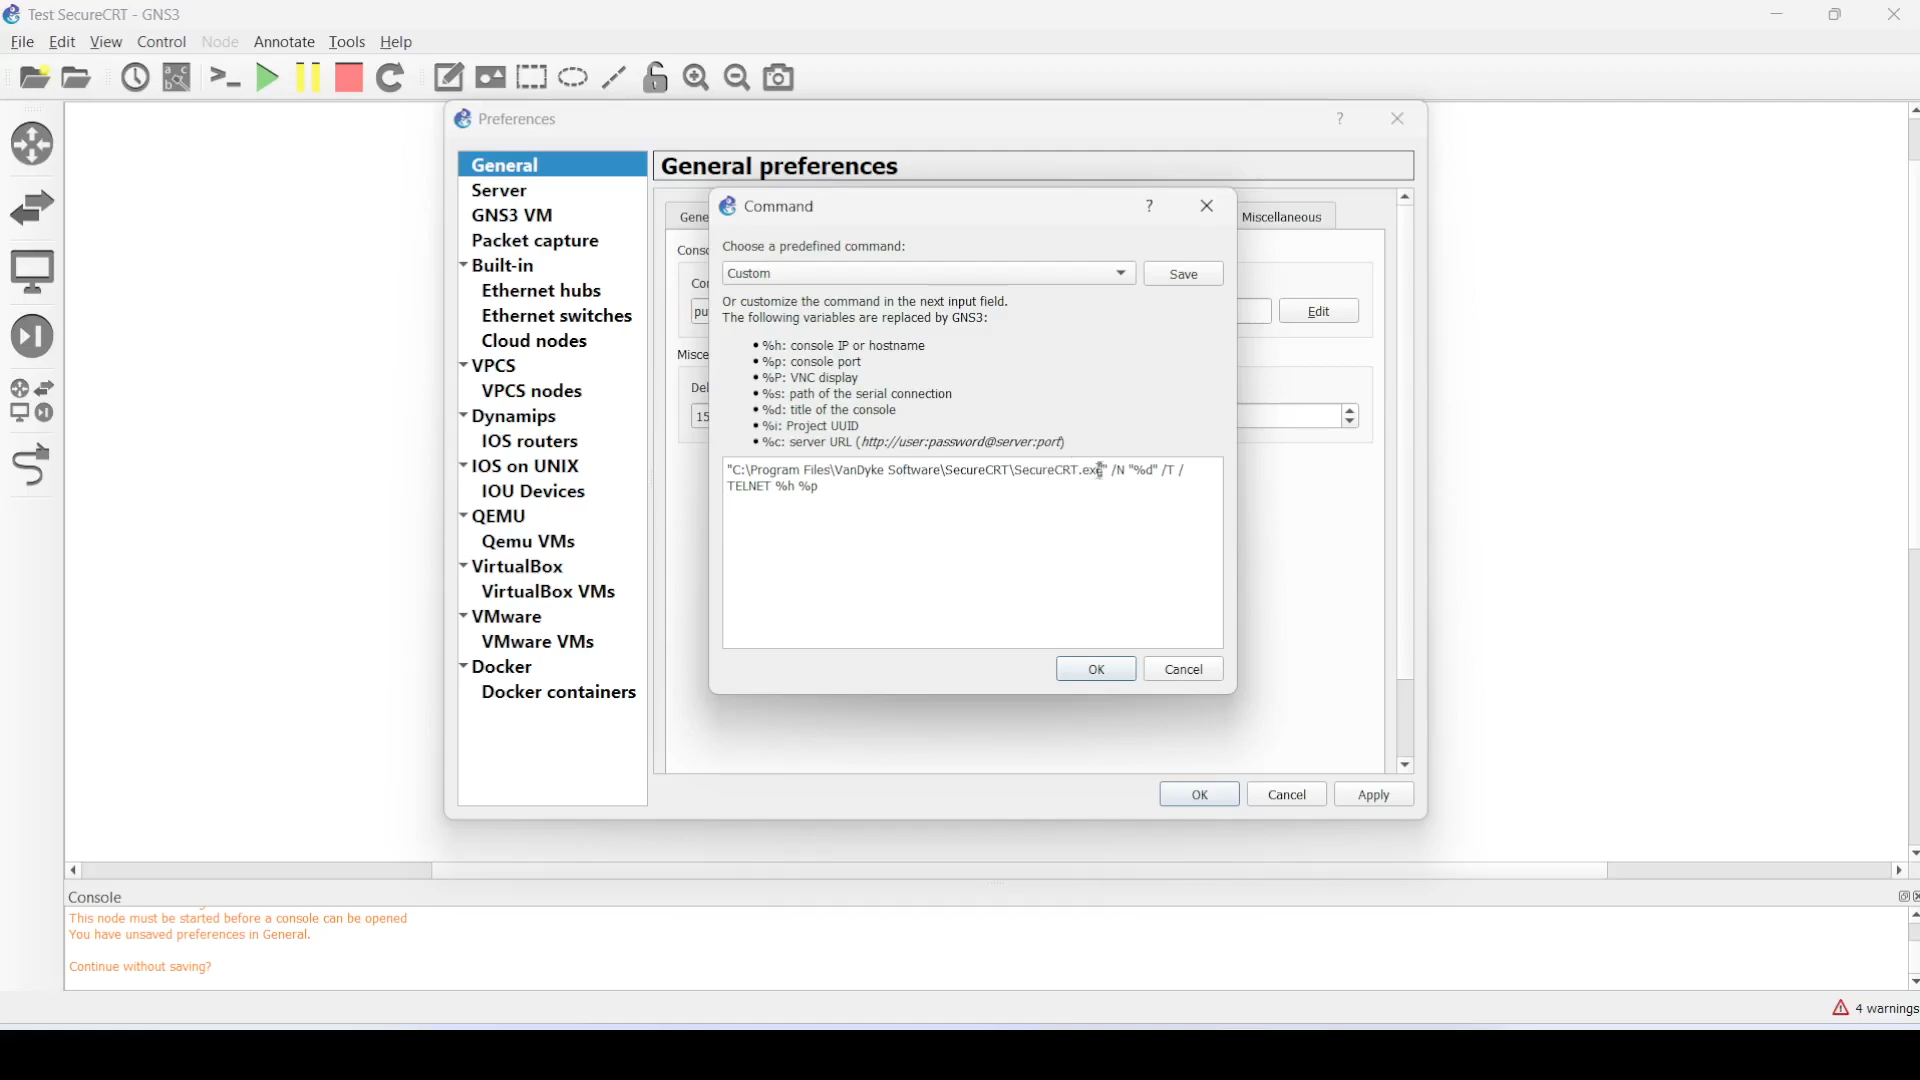 Test SecureCRT - GNS3
File Edit View Control Node Annotate Tools Help
Preferences
General
Server
GNS3 VM
Packet capture
Built-in
Ethernet hubs
Ethernet switches
Cloud nodes
VPCS
VPCS nodes
Dynamips
IOS routers
IOS on UNIX
IOU Devices
QEMU
Qemu VMs
VirtualBox
VirtualBox VMs
VMware
VMware VMs
Docker
Docker containers
General preferences
Gene
Miscellaneous
Conso
Cor
pu
Edit
Misce
Del
15
Command
Choose a predefined command:
Custom
Save
Or customize the command in the next input field.
The following variables are replaced by GNS3:
• %h: console IP or hostname
• %p: console port
• %P: VNC display
• %s: path of the serial connection
• %d: title of the console
• %i: Project UUID
• %c: server URL (http://user:password@server:port)
"C:\Program Files\VanDyke Software\SecureCRT\SecureCRT.exe" /N "%d" /T /
TELNET %h %p
OK Cancel
OK Cancel Apply
Console
This node must be started before a console can be opened
You have unsaved preferences in General.
Continue without saving?
4 warnings